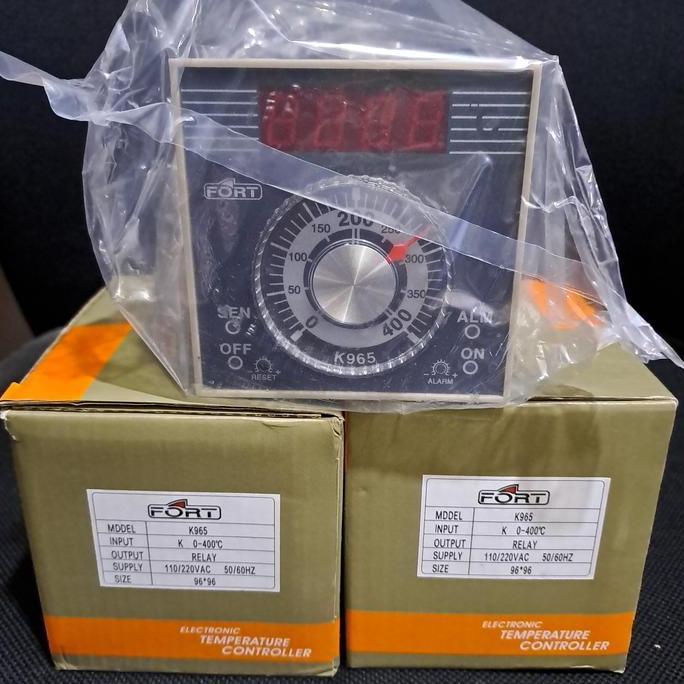 FORT
0
50
100
150
200
250
300
350
400
K965
SEN
OFF
RESET
ALM
ON
ALARM
FORT
MDDEL K965
INPUT K 0-400℃
OUTPUT RELAY
SUPPLY 110/220VAC 50/60HZ
SIZE 96*96
ELECTRONIC
TEMPERATURE
CONTROLLER
FORT
MDDEL K965
INPUT K 0-400℃
OUTPUT RELAY
SUPPLY 110/220VAC 50/60HZ
SIZE 96*96
ELECTRONIC
TEMPERATURE
CONTROLLER